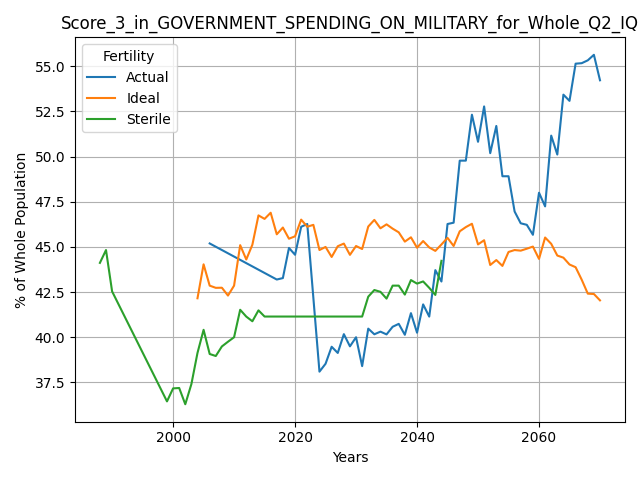 Score_3_in_GOVERNMENT_SPENDING_ON_MILITARY_for_Whole_Q2_IQ
Fertility
Actual
Ideal
Sterile
% of Whole Population
55.0
52.5
50.0
47.5
45.0
42.5
40.0
37.5
2000 2020 2040 2060
Years